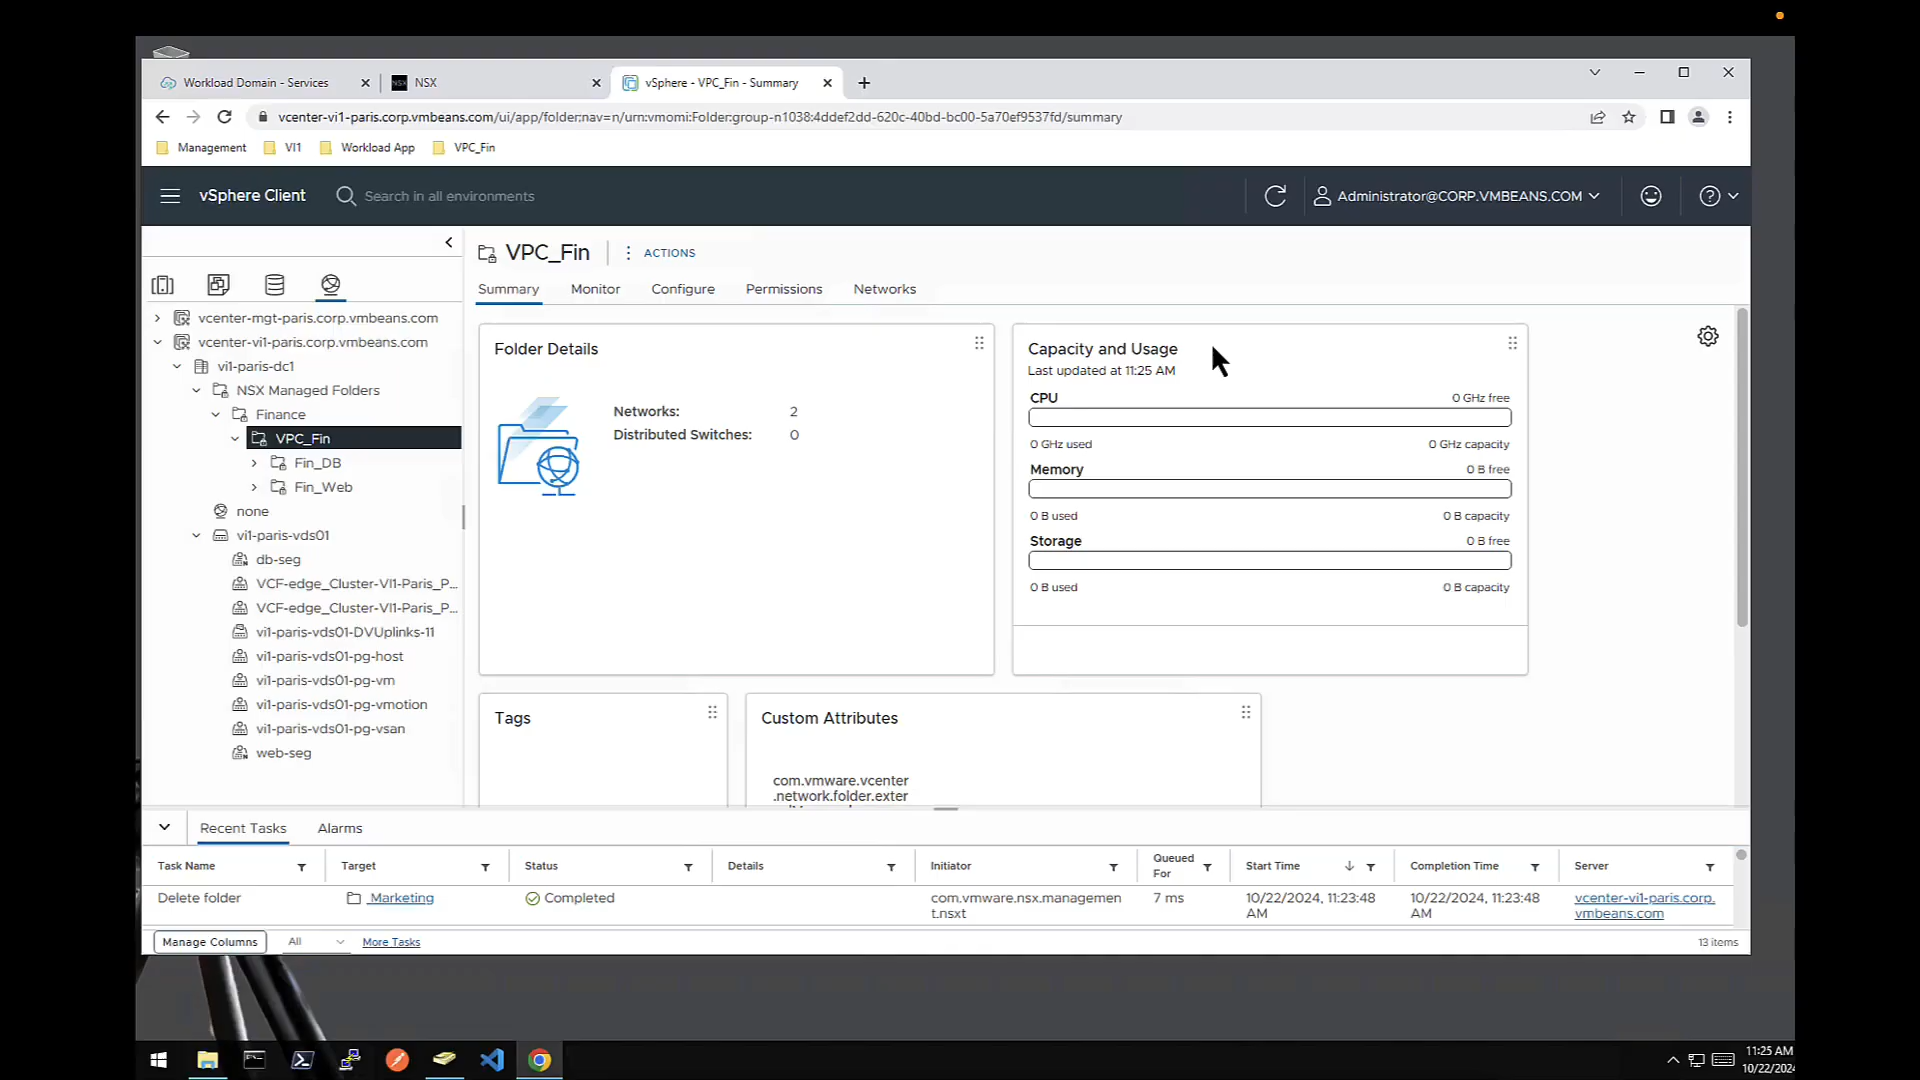 Workload Domain - Services
NSX
vSphere - VPC_Fin - Summary
vcenter-vi1-paris.corp.vmbeans.com/ui/app/folder;nav=n/urn:vmomi:Folder:group-n1038:4ddef2dd-620c-40bd-bc00-5a70ef9537fd/summary
Management
VI1
Workload App
VPC_Fin
vSphere Client
Search in all environments
Administrator@CORP.VMBEANS.COM
VPC_Fin
ACTIONS
Summary
Monitor
Configure
Permissions
Networks
vcenter-mgt-paris.corp.vmbeans.com
vcenter-vi1-paris.corp.vmbeans.com
vi1-paris-dc1
NSX Managed Folders
Finance
VPC_Fin
Fin_DB
Fin_Web
none
vi1-paris-vds01
db-seg
VCF-edge_Cluster-VI1-Paris_P...
VCF-edge_Cluster-VI1-Paris_P...
vi1-paris-vds01-DVUplinks-11
vi1-paris-vds01-pg-host
vi1-paris-vds01-pg-vm
vi1-paris-vds01-pg-vmotion
vi1-paris-vds01-pg-vsan
web-seg
Folder Details
Networks: 2
Distributed Switches: 0
Capacity and Usage
Last updated at 11:25 AM
CPU 0 GHz free
0 GHz used 0 GHz capacity
Memory 0 B free
0 B used 0 B capacity
Storage 0 B free
0 B used 0 B capacity
Tags
Custom Attributes
com.vmware.vcenter
.network.folder.exter
Recent Tasks
Alarms
Task Name
Target
Status
Details
Initiator
Queued
For
Start Time
Completion Time
Server
Delete folder
Marketing
Completed
com.vmware.nsx.managemen
t.nsxt
7 ms
10/22/2024, 11:23:48
AM
10/22/2024, 11:23:48
AM
vcenter-vi1-paris.corp.
vmbeans.com
Manage Columns
All
More Tasks
13 items
11:25 AM
10/22/2024